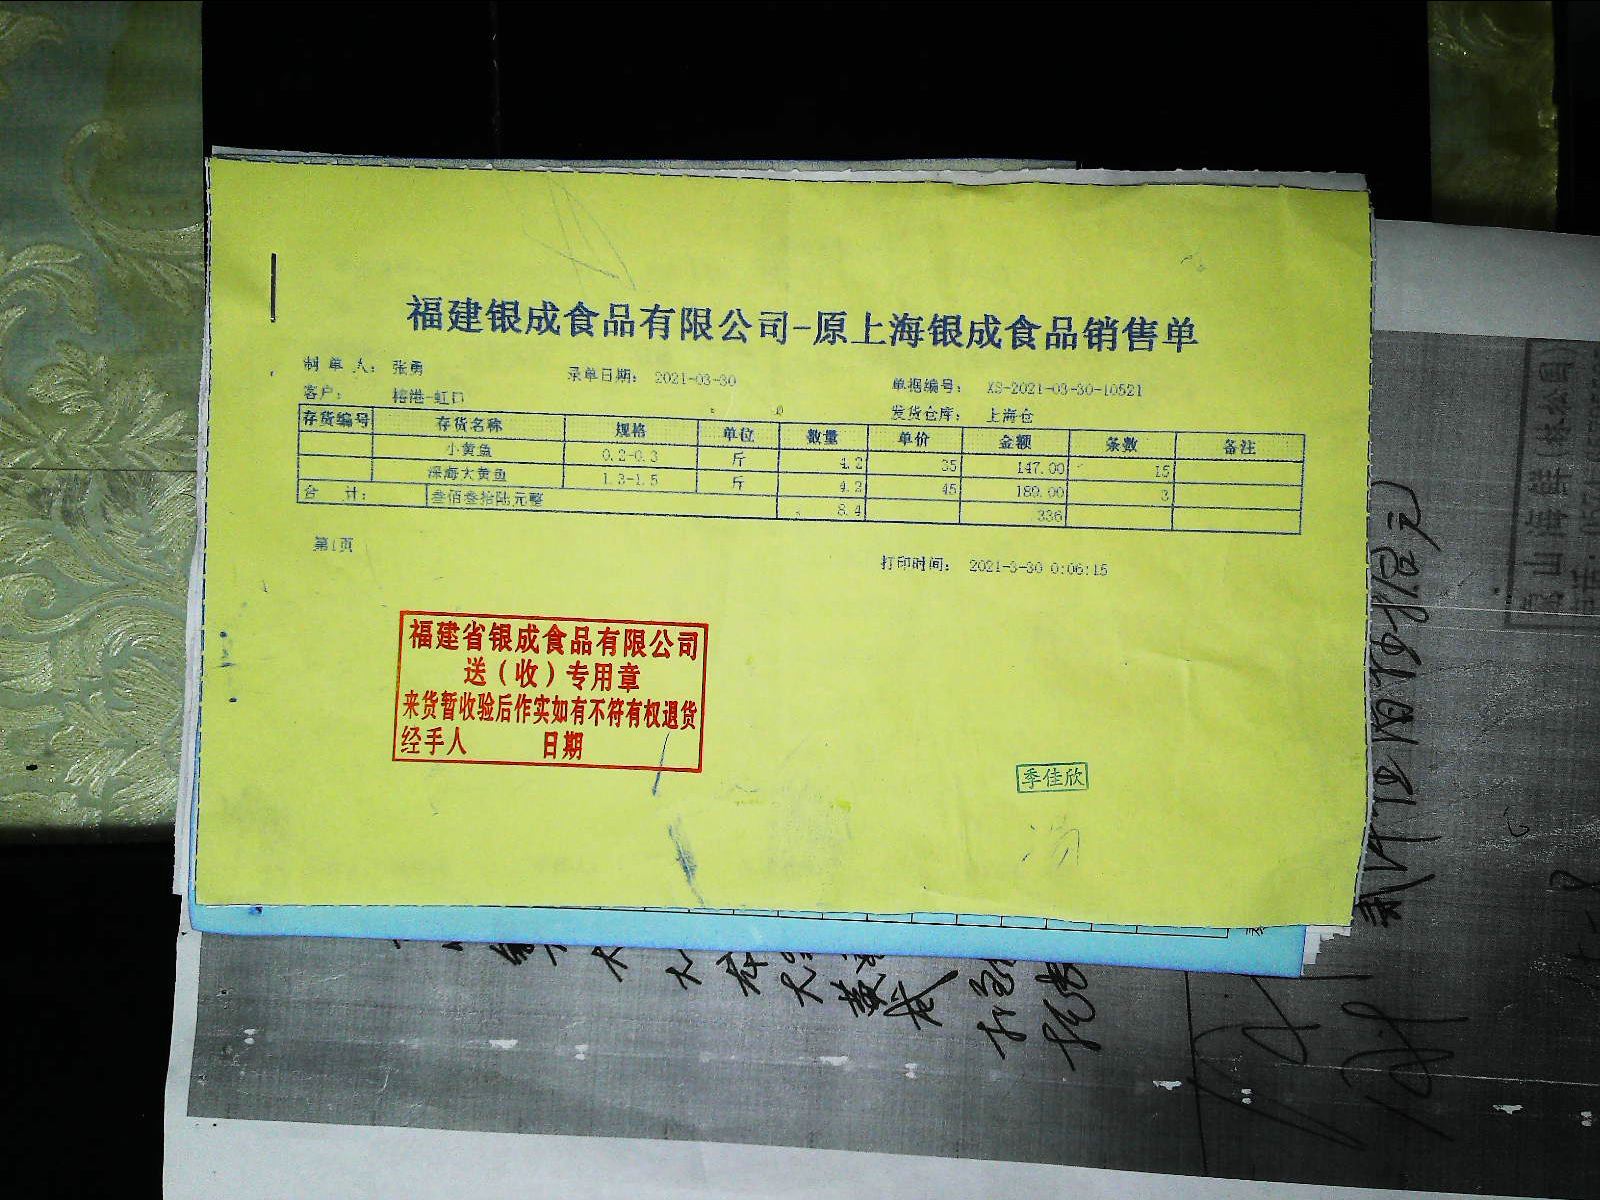 福建银成食品有限公司-原上海银成食品销售单
制 单 人： 张勇 录单日期： 2021-03-30 单据编号： XS-2021-03-30-10521
客户： 榕港-虹口 发货仓库： 上海仓
存货编号 存货名称 规格 单位 数量 单价 金额 条数 备注
小黄鱼 0.2-0.3 斤 4.2 35 147.00 15
深海大黄鱼 1.3-1.5 斤 4.2 45 189.00 3
合 计： 叁佰叁拾陆元整 8.4 336
第1页 打印时间： 2021-3-30 0:06:15
福建省银成食品有限公司
送（收）专用章
来货暂收验后作实如有不符有权退货
经手人 日期
季佳欣